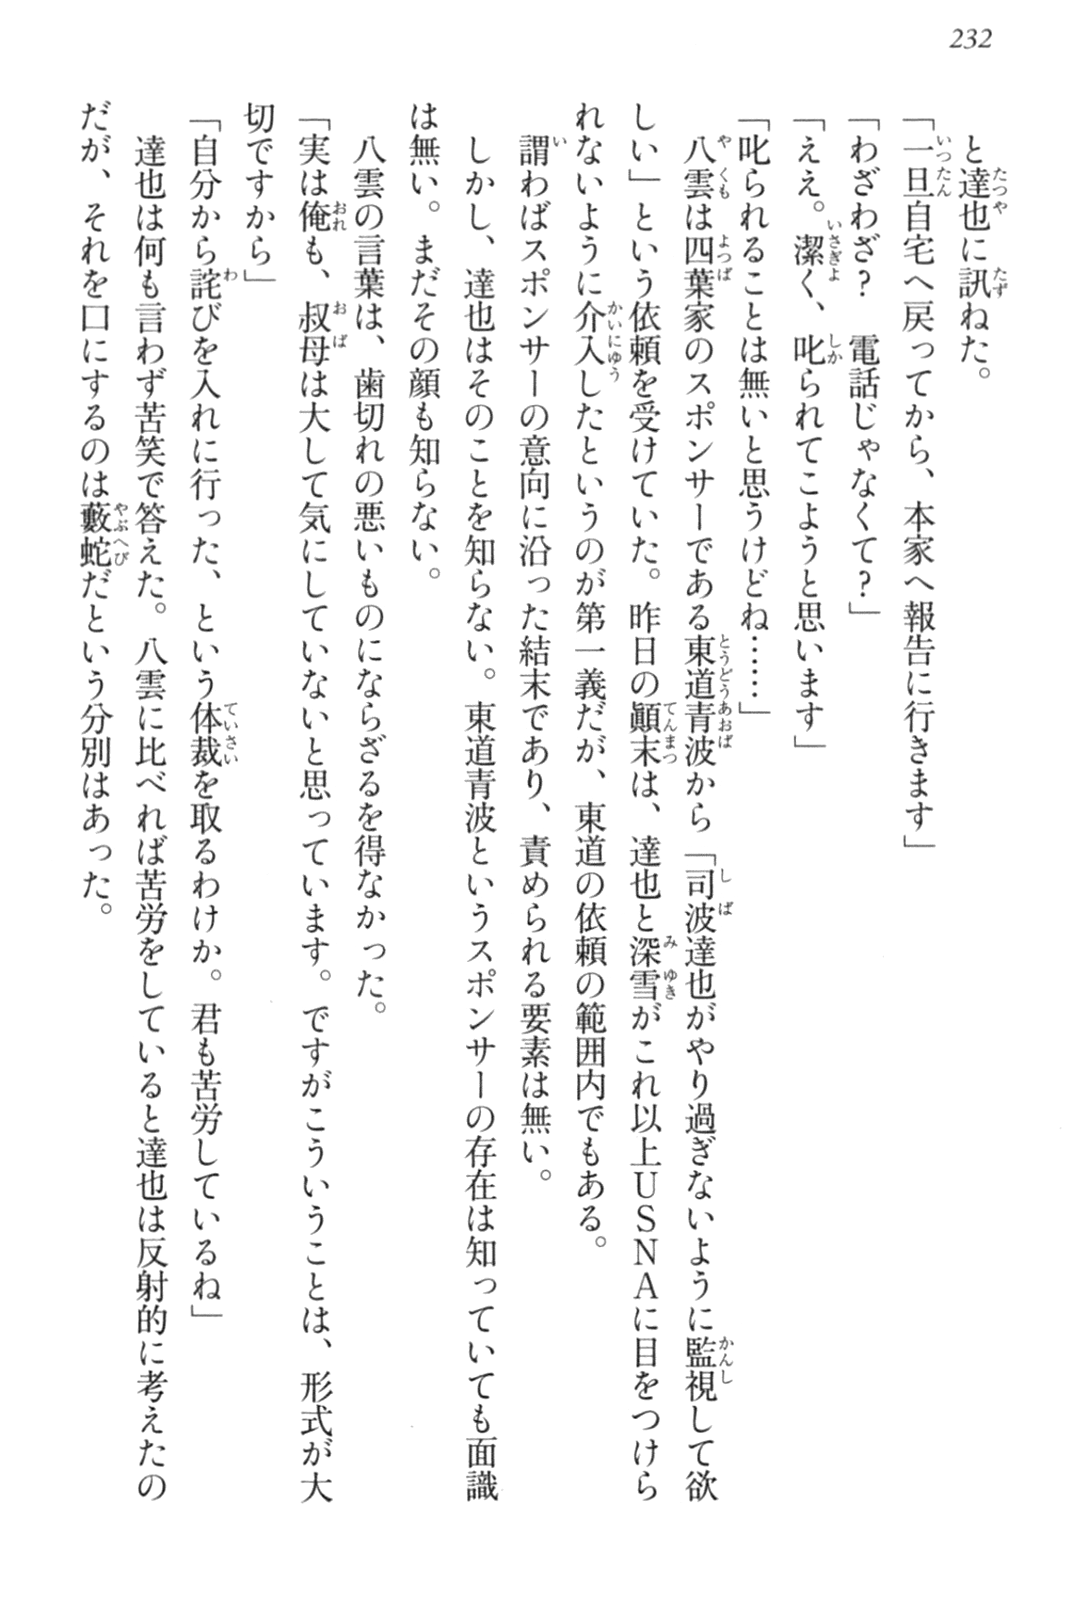 232
と達也に訊ねた。
「一旦自宅へ戻ってから、本家へ報告に行きます」
「わざわざ？　電話じゃなくて？」
「ええ。潔く、叱られてこようと思います」
「叱られることは無いと思うけどね……」
八雲は四葉家のスポンサーである東道青波から「司波達也がやり過ぎないように監視して欲
しい」という依頼を受けていた。昨日の顚末は、達也と深雪がこれ以上ＵＳＮＡに目をつけら
れないように介入したというのが第一義だが、東道の依頼の範囲内でもある。
謂わばスポンサーの意向に沿った結末であり、責められる要素は無い。
しかし、達也はそのことを知らない。東道青波というスポンサーの存在は知っていても面識
は無い。まだその顔も知らない。
八雲の言葉は、歯切れの悪いものにならざるを得なかった。
「実は俺も、叔母は大して気にしていないと思っています。ですがこういうことは、形式が大
切ですから」
「自分から詫びを入れに行った、という体裁を取るわけか。君も苦労しているね」
達也は何も言わず苦笑で答えた。八雲に比べれば苦労をしていると達也は反射的に考えたの
だが、それを口にするのは藪蛇だという分別はあった。